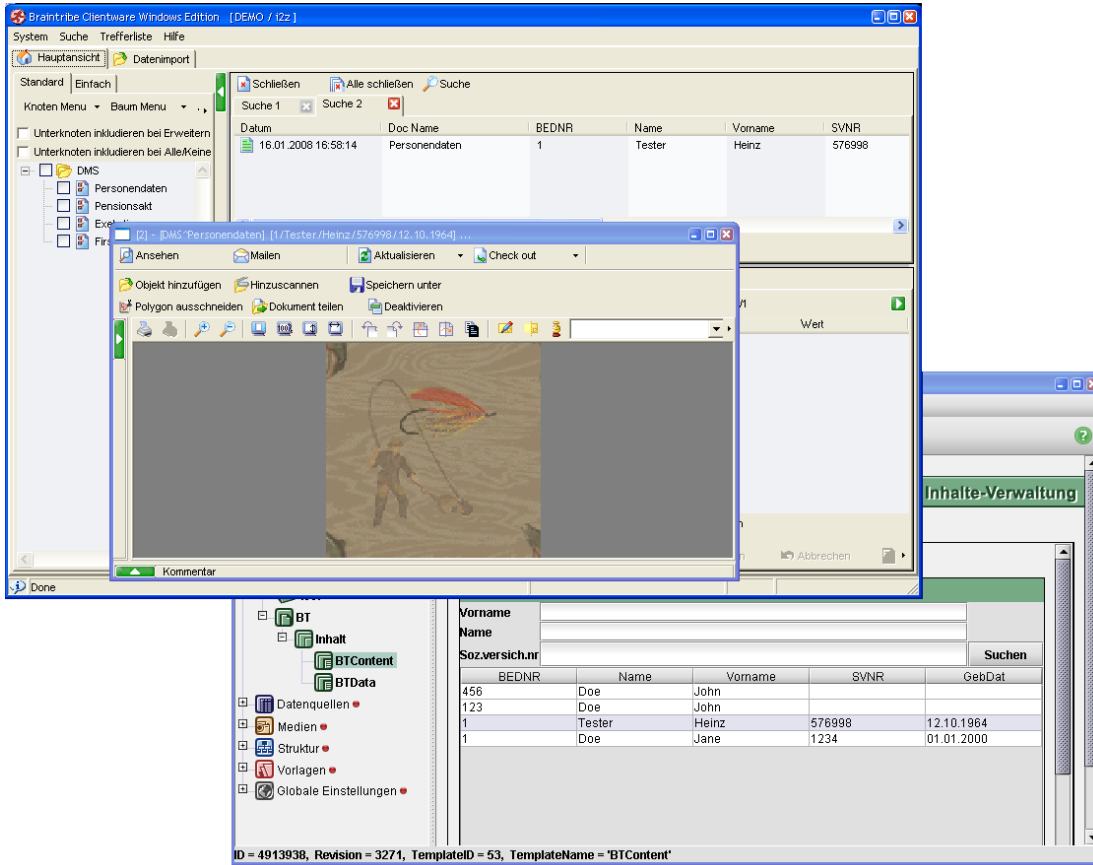 Braintribe Clientware Windows Edition [DEMO / i2z ]
System Suche Trefferliste Hilfe
Hauptansicht Datenimport
Standard Einfach
Knoten Menu Baum Menu
Unterknoten inkludieren bei Erweitern
Unterknoten inkludieren bei Alle/Keine
DMS
Personendaten
Pensionsakt
Schließen Alle schließen Suche
Suche 1 Suche 2
Datum Doc Name BEDNR Name Vorname SVNR
16.01.2008 16:58:14 Personendaten 1 Tester Heinz 576998
[2] - [DMS^Personendaten] [1/Tester/Heinz/576998/12.10.1964] ...
Ansehen Mailen Aktualisieren Check out
Objekt hinzufügen Hinzuscannen Speichern unter
Polygon ausschneiden Dokument teilen Deaktivieren
Kommentar
/1
Wert
Abbrechen
Done
Inhalte-Verwaltung
BT
Inhalt
BTContent
BTData
Datenquellen
Medien
Struktur
Vorlagen
Globale Einstellungen
Vorname
Name
Soz.versich.nr Suchen
BEDNR Name Vorname SVNR GebDat
456 Doe John
123 Doe John
1 Tester Heinz 576998 12.10.1964
1 Doe Jane 1234 01.01.2000
ID = 4913938, Revision = 3271, TemplateID = 53, TemplateName = 'BTContent'